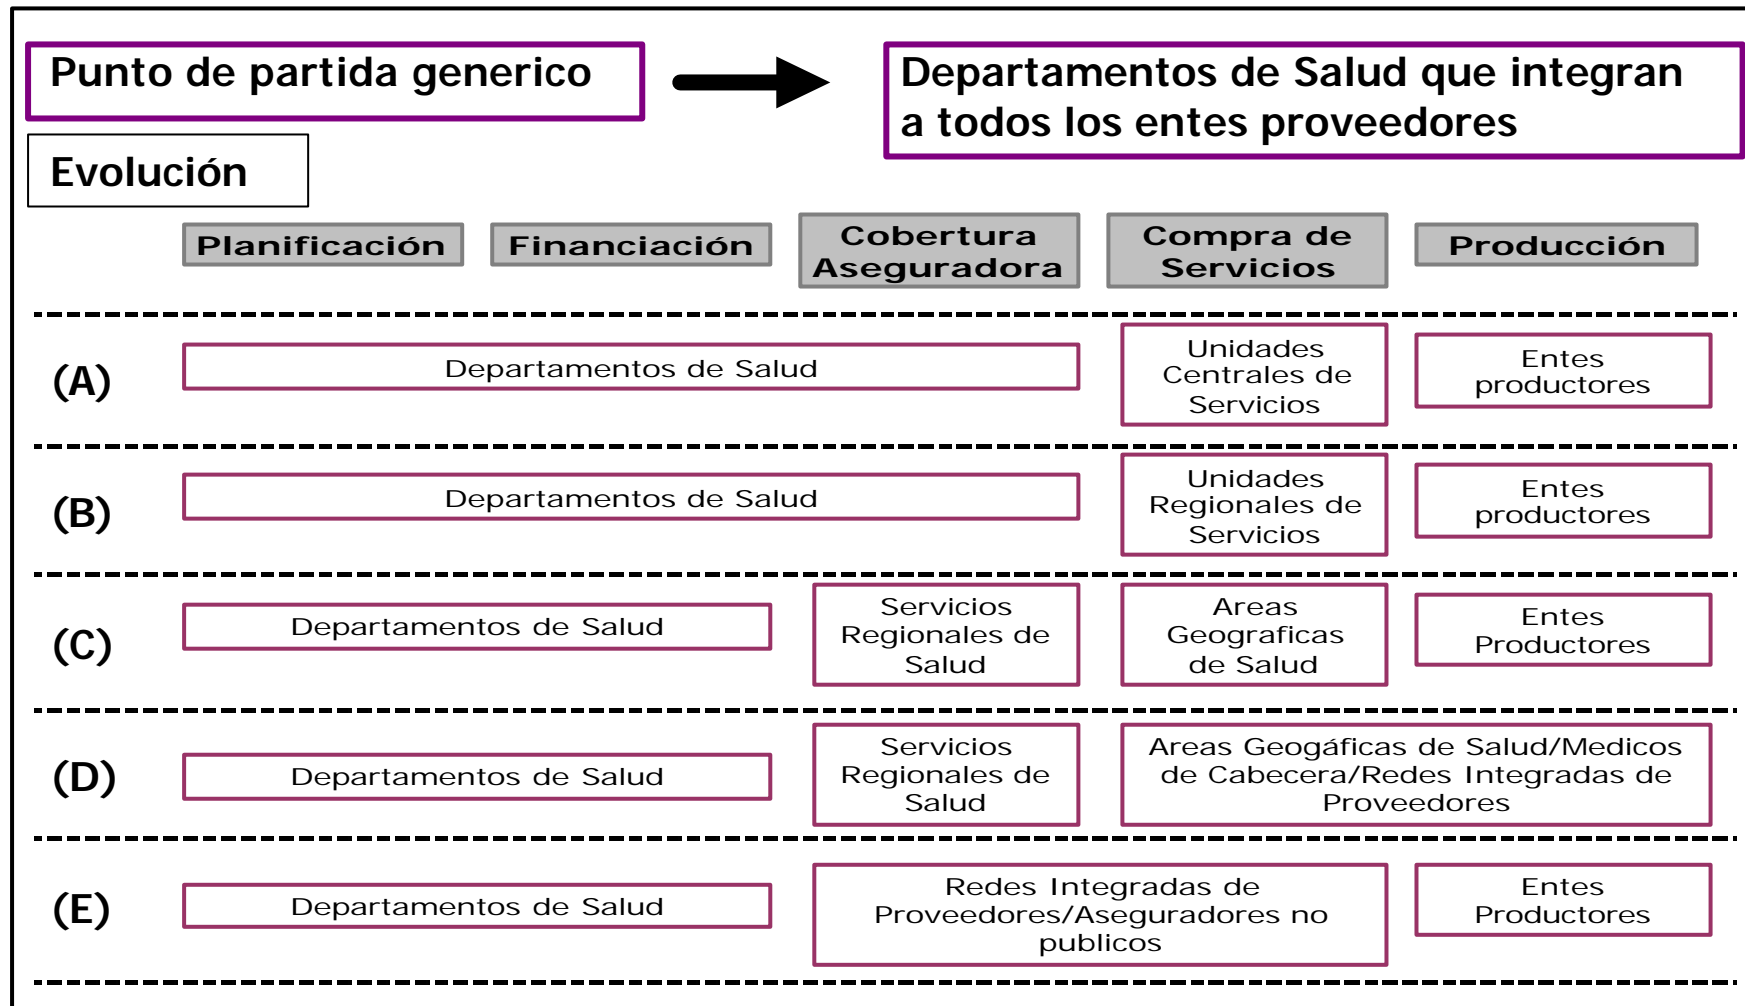 Punto de partida generico
Departamentos de Salud que integran
a todos los entes proveedores
Evolución
Planificación
Financiación
Cobertura
Aseguradora
Compra de
Servicios
Producción
(A)
Departamentos de Salud
Unidades
Centrales de
Servicios
Entes
productores
(B)
Departamentos de Salud
Unidades
Regionales de
Servicios
Entes
productores
(C)
Departamentos de Salud
Servicios
Regionales de
Salud
Areas
Geograficas
de Salud
Entes
Productores
(D)
Departamentos de Salud
Servicios
Regionales de
Salud
Areas Geogáficas de Salud/Medicos
de Cabecera/Redes Integradas de
Proveedores
(E)
Departamentos de Salud
Redes Integradas de
Proveedores/Aseguradores no
publicos
Entes
Productores